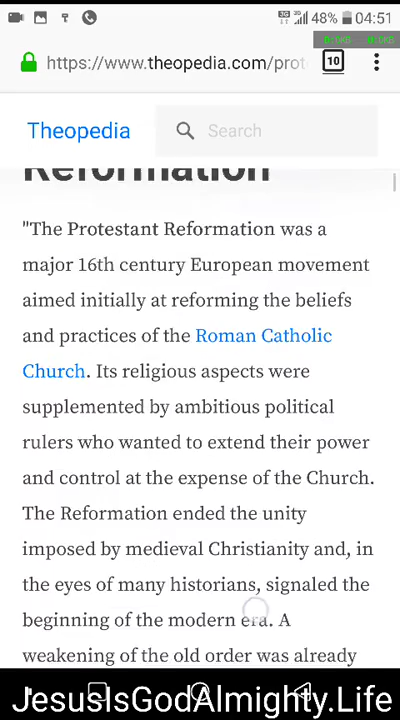 48% 04:51
https://www.theopedia.com/prot 10
Theopedia Search
Reformation
"The Protestant Reformation was a
major 16th century European movement
aimed initially at reforming the beliefs
and practices of the Roman Catholic
Church. Its religious aspects were
supplemented by ambitious political
rulers who wanted to extend their power
and control at the expense of the Church.
The Reformation ended the unity
imposed by medieval Christianity and, in
the eyes of many historians, signaled the
beginning of the modern era. A
weakening of the old order was already
JesusIsGodAlmighty.Life